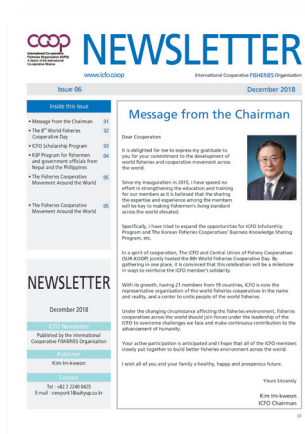 coop
International Co-operative
Fisheries Organisation (ICFO)
A Sector of the International
Co-operative Alliance
NEWSLETTER
www.icfo.coop
International Cooperative FISHERIES Organisation
Issue 06
December 2018
Inside this issue
• Message from the Chairman 01
• The 8th World Fisheries 02
Cooperative Day
• ICFO Scholarship Program 03
• KSP Program for fishermen 04
and government officials from
Nepal and the Philippines
• The Fisheries Cooperative 05
Movement Around the World
• The Fisheries Cooperative 05
Movement Around the World
NEWSLETTER
December 2018
ICFO Newsletter
Published by the International
Cooperative FISHERIES Organisation
Publisher
Kim Im-kweon
Contact
Tel : +82 2 2240 0425
E-mail : newyork1@suhyup.co.kr
Message from the Chairman
Dear Cooperators
It is delighted for me to express my gratitude to
you for your commitment to the development of
world fisheries and cooperative movement across
the world.
Since my inauguration in 2015, I have spared no
effort in strengthening the education and training
for our members as it is believed that the sharing
the expertise and experience among the members
will be key to making fishermen's living standard
across the world elevated.
Specifically, I have tried to expand the opportunities for ICFO Scholarship
Program and The Korean Fisheries Cooperatives' Business Knowledge Sharing
Program, etc.
In a spirit of cooperation, The ICFO and Central Union of Fishery Cooperatives
(SUR KOOP) jointly hosted the 8th World Fisheries Cooperative Day. By
gathering in one place, it is convinced that this celebration will be a milestone
in ways to reinforce the ICFO member's solidarity.
With its growth, having 21 members from 19 countries, ICFO is now the
representative organization of the world fisheries cooperatives in the name
and reality, and a center to unite people of the world fisheries.
Under the changing circumstance affecting the fisheries environment, fisheries
cooperatives across the world should join forces under the leadership of the
ICFO to overcome challenges we face and make continuous contribution to the
advancement of humanity.
Your active participation is anticipated and I hope that all of the ICFO members
closely put together to build better fisheries environment across the world.
I wish all of you and your family a healthy, happy and prosperous future.
Yours Sincerely
Kim Im-kweon
ICFO Chairman
01